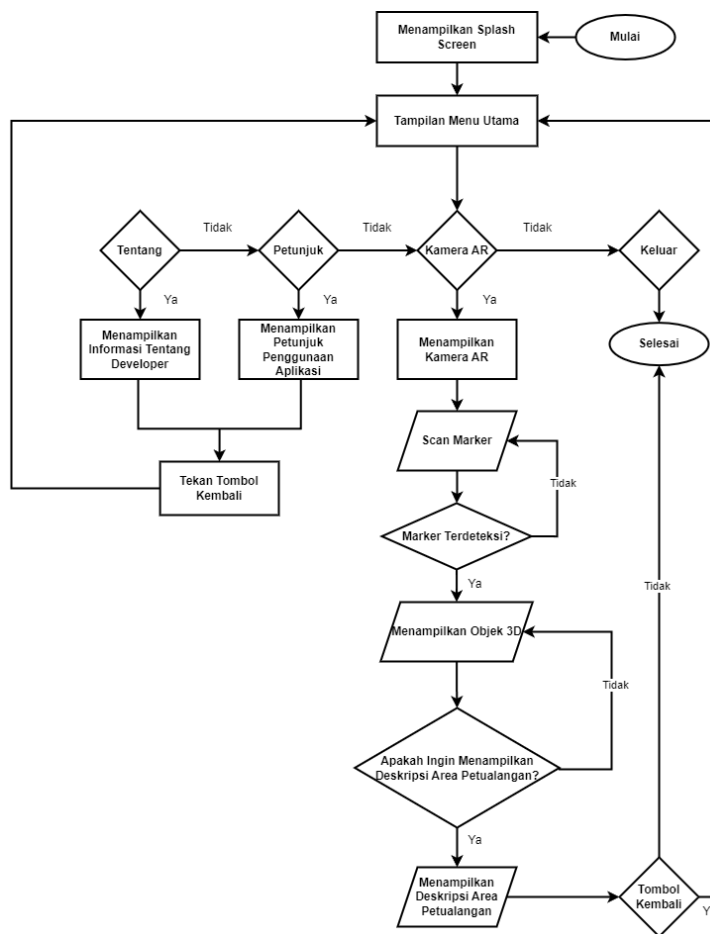 Menampilkan Splash
Screen
Mulai
Tampilan Menu Utama
Tentang
Tidak
Petunjuk
Tidak
Kamera AR
Tidak
Keluar
Ya
Ya
Ya
Menampilkan
Informasi Tentang
Developer
Menampilkan
Petunjuk
Penggunaan
Aplikasi
Menampilkan
Kamera AR
Selesai
Scan Marker
Tidak
Tekan Tombol
Kembali
Marker Terdeteksi?
Ya
Menampilkan Objek 3D
Tidak
Tidak
Apakah Ingin Menampilkan
Deskripsi Area Petualangan?
Ya
Menampilkan
Deskripsi Area
Petualangan
Tombol
Kembali